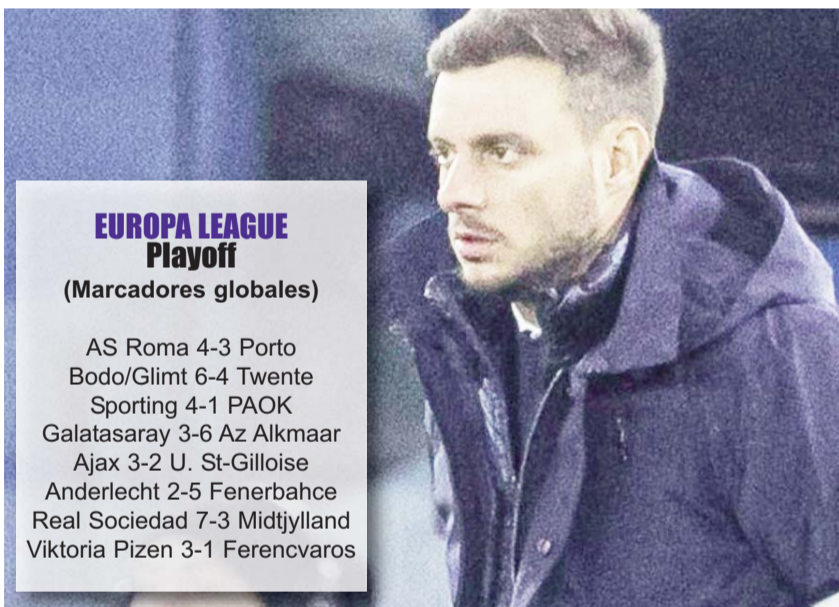 EUROPA LEAGUE
Playoff
(Marcadores globales)
AS Roma 4-3 Porto
Bodo/Glimt 6-4 Twente
Sporting 4-1 PAOK
Galatasaray 3-6 Az Alkmaar
Ajax 3-2 U. St-Gilloise
Anderlecht 2-5 Fenerbahce
Real Sociedad 7-3 Midtjylland
Viktoria Pizen 3-1 Ferencvaros